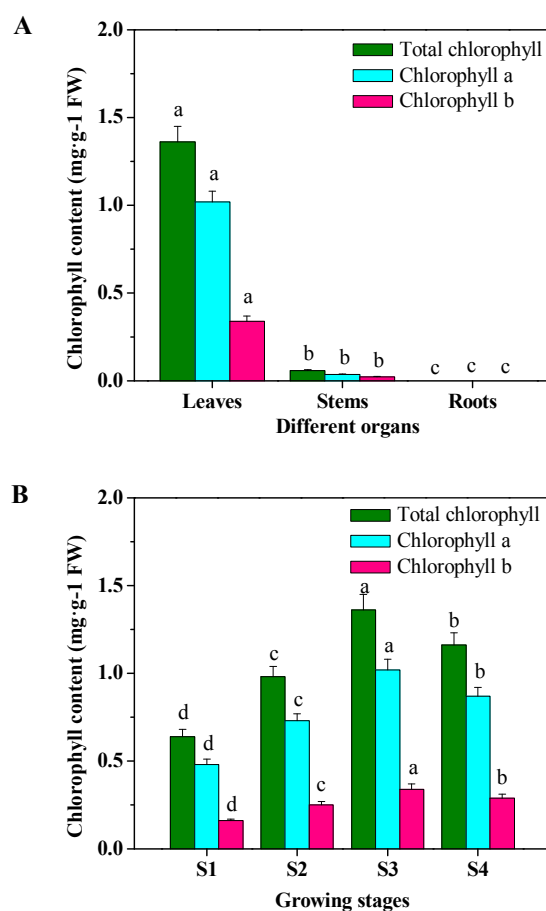 A
Chlorophyll content (mg·g-1 FW)
2.0
1.5
1.0
0.5
0.0
Total chlorophyll
Chlorophyll a
Chlorophyll b
a
a
a
b b b
c c c
Leaves Stems Roots
Different organs
B
Chlorophyll content (mg·g-1 FW)
2.0
1.5
1.0
0.5
0.0
Total chlorophyll
Chlorophyll a
Chlorophyll b
d
d
d
c
c
c
a
a
a
b
b
b
S1 S2 S3 S4
Growing stages